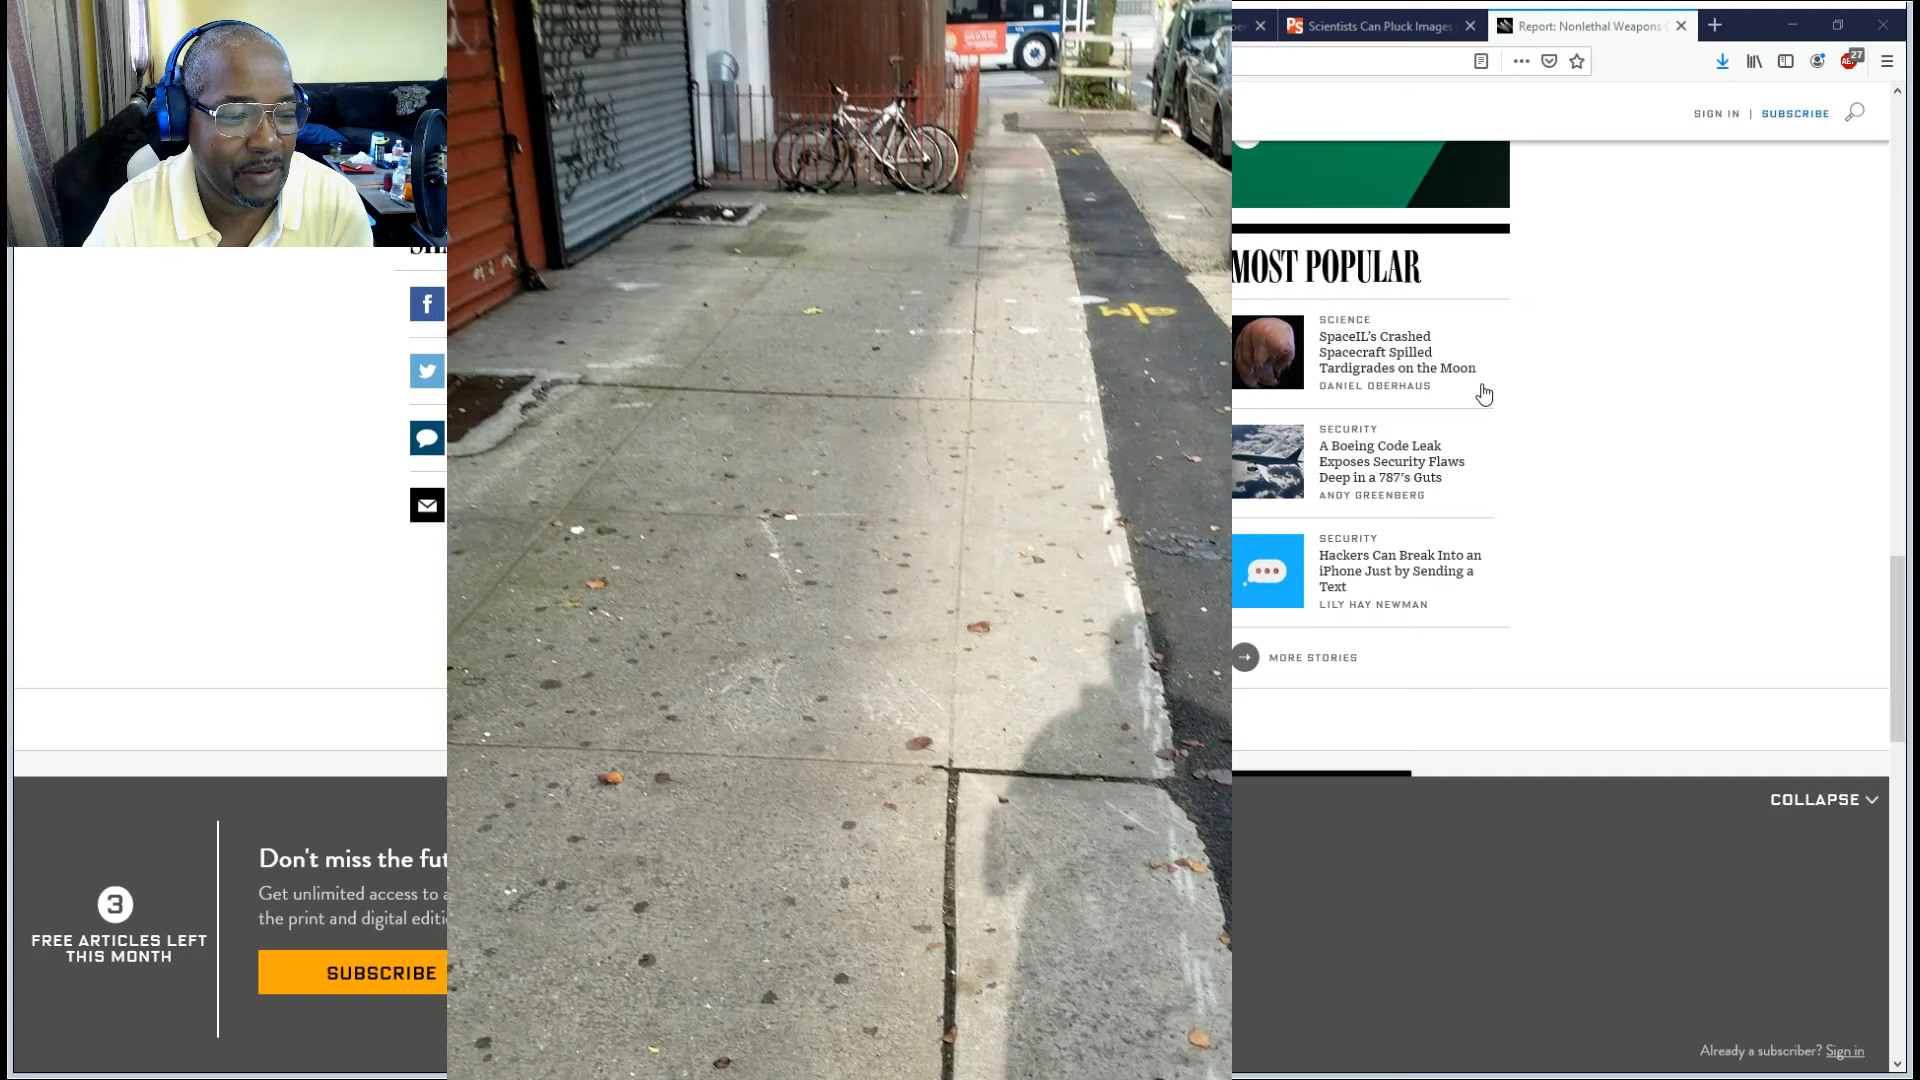 Scientists Can Pluck Images
Report: Nonlethal Weapons
27
SIGN IN | SUBSCRIBE
MOST POPULAR
SCIENCE
SpaceIL's Crashed
Spacecraft Spilled
Tardigrades on the Moon
DANIEL OBERHAUS
SECURITY
A Boeing Code Leak
Exposes Security Flaws
Deep in a 787's Guts
ANDY GREENBERG
SECURITY
Hackers Can Break Into an
iPhone Just by Sending a
Text
LILY HAY NEWMAN
MORE STORIES
COLLAPSE
3
FREE ARTICLES LEFT
THIS MONTH
Don't miss the fut
Get unlimited access to a
the print and digital editi
SUBSCRIBE
Already a subscriber? Sign in